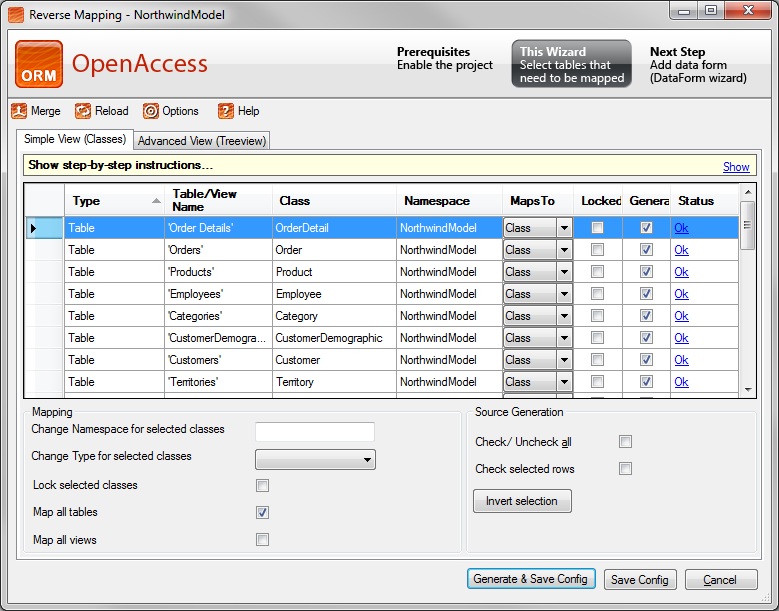 Reverse Mapping - NorthwindModel
ORM OpenAccess
Prerequisites
Enable the project
This Wizard
Select tables that
need to be mapped
Next Step
Add data form
(DataForm wizard)
Merge Reload Options Help
Simple View (Classes) Advanced View (Treeview)
Show step-by-step instructions... Show
Type Table/View Name Class Namespace MapsTo Locked Genera Status
Table 'Order Details' OrderDetail NorthwindModel Class Ok
Table 'Orders' Order NorthwindModel Class Ok
Table 'Products' Product NorthwindModel Class Ok
Table 'Employees' Employee NorthwindModel Class Ok
Table 'Categories' Category NorthwindModel Class Ok
Table 'CustomerDemogra... CustomerDemographic NorthwindModel Class Ok
Table 'Customers' Customer NorthwindModel Class Ok
Table 'Territories' Territory NorthwindModel Class Ok
Mapping
Change Namespace for selected classes
Change Type for selected classes
Lock selected classes
Map all tables
Map all views
Source Generation
Check/ Uncheck all
Check selected rows
Invert selection
Generate & Save Config Save Config Cancel